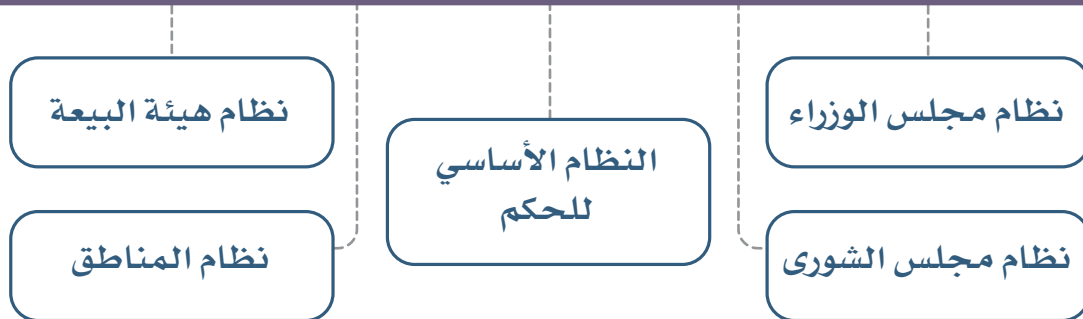 نظام مجلس الوزراء
نظام هيئة البيعة
النظام الأساسي
للحكم
نظام مجلس الشورى
نظام المناطق